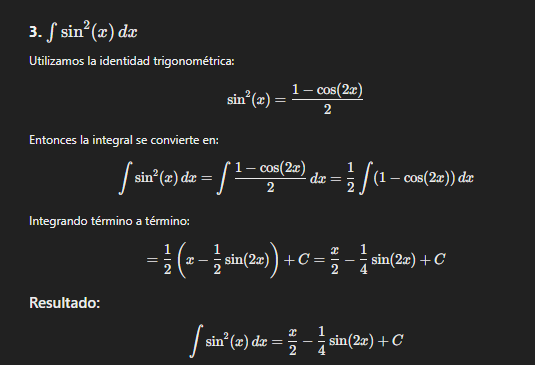 3. ∫ sin²(x) dx
Utilizamos la identidad trigonométrica:
sin²(x) = (1 − cos(2x))/2
Entonces la integral se convierte en:
∫ sin²(x) dx = ∫ (1 − cos(2x))/2 dx = 1/2 ∫ (1 − cos(2x)) dx
Integrando término a término:
= 1/2 (x − 1/2 sin(2x)) + C = x/2 − 1/4 sin(2x) + C
Resultado:
∫ sin²(x) dx = x/2 − 1/4 sin(2x) + C